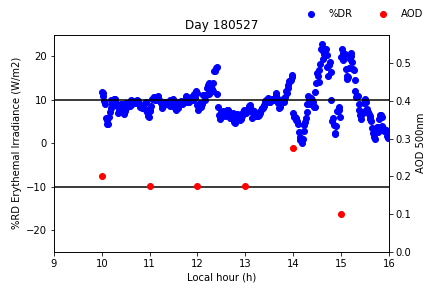 %DR AOD
Day 180527
%RD Erythemal Irradiance (W/m2)
20
10
0
−10
−20
0.5
0.4
0.3
0.2
0.1
0.0
AOD 500nm
9 10 11 12 13 14 15 16
Local hour (h)